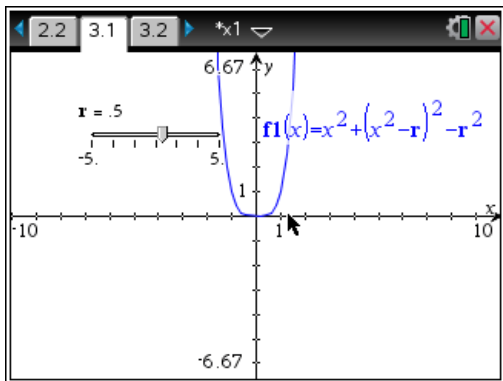 2.2 3.1 3.2 *x1
6.67 y
r = .5
f1(x)=x²+(x²-r)²-r²
-5. 5.
1
x
-10 1 10
-6.67